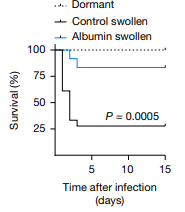 Dormant
Control swollen
Albumin swollen
100
75
50
25
Survival (%)
P = 0.0005
5 10 15
Time after infection
(days)